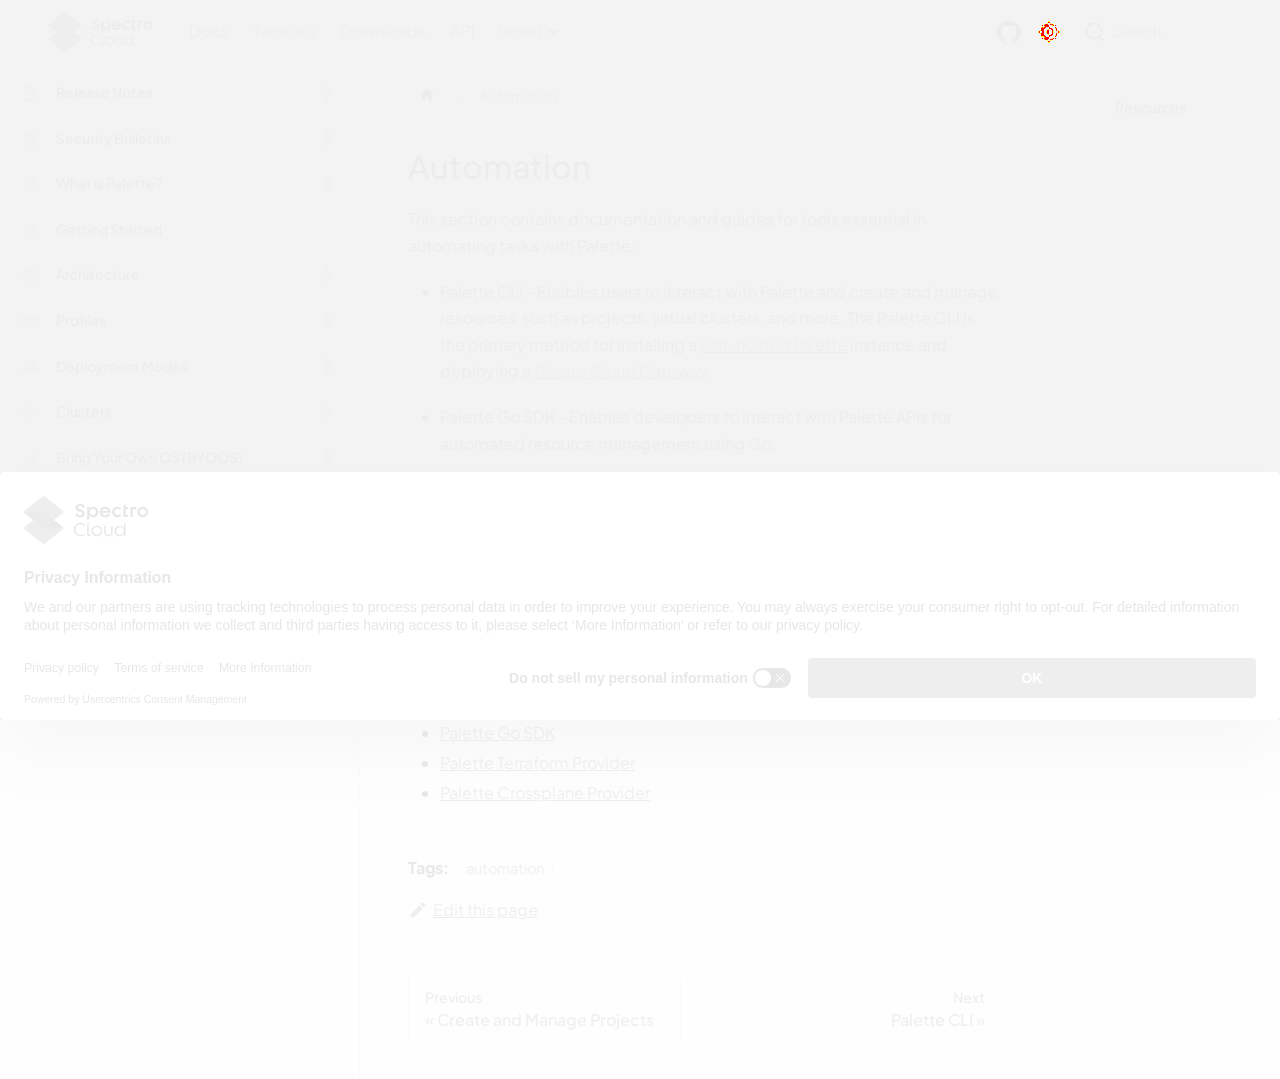 Spectro Cloud
Docs Tutorials Downloads API latest
Search
Release Notes
Security Bulletins
What is Palette?
Getting Started
Architecture
Profiles
Deployment Modes
Clusters
Bring Your Own OS (BYOOS)
Automation
Resources
Automation
This section contains documentation and guides for tools essential in
automating tasks with Palette.
Palette CLI - Enables users to interact with Palette and create and manage
resources, such as projects, virtual clusters, and more. The Palette CLI is
the primary method for installing a self-hosted Palette instance and
deploying a Private Cloud Gateway.
Palette Go SDK - Enables developers to interact with Palette APIs for
automated resource management using Go.
Spectro Cloud
Privacy Information
We and our partners are using tracking technologies to process personal data in order to improve your experience. You may always exercise your consumer right to opt-out. For detailed information
about personal information we collect and third parties having access to it, please select ‘More Information’ or refer to our privacy policy.
Privacy policy Terms of service More Information
Do not sell my personal information
OK
Powered by Usercentrics Consent Management
Palette Go SDK
Palette Terraform Provider
Palette Crossplane Provider
Tags: automation
Edit this page
Previous
« Create and Manage Projects
Next
Palette CLI »